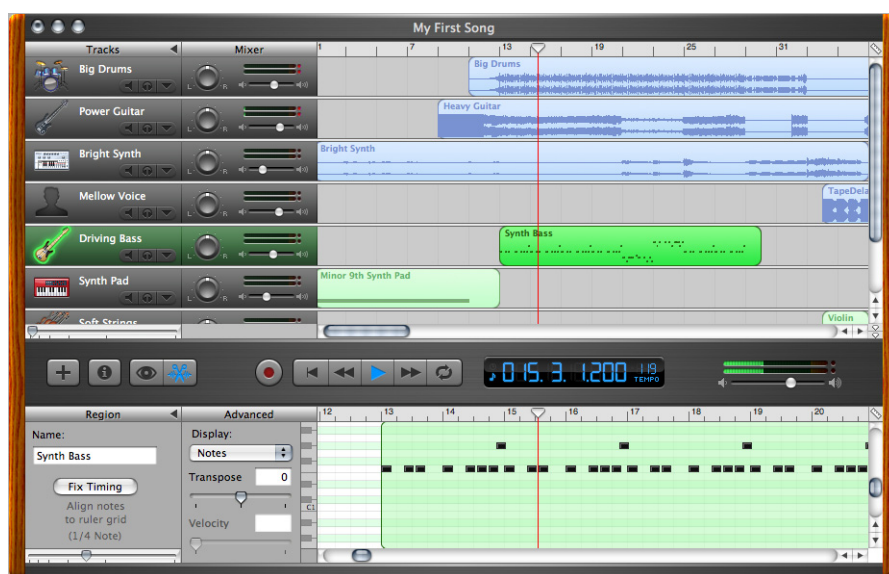 My First Song
Tracks Mixer 1 7 13 19 25 31
Big Drums
L R
Big Drums
Power Guitar
L R
Heavy Guitar
Bright Synth
L R
Bright Synth
Mellow Voice
L R
TapeDela
Driving Bass
L R
Synth Bass
Synth Pad
L R
Minor 9th Synth Pad
Soft Strings
Violin
015. 3. 1.200 119
TEMPO
Region Advanced 12 13 14 15 16 17 18 19 20
Name:
Synth Bass
Fix Timing
Align notes
to ruler grid
(1/4 Note)
Display:
Notes
Transpose 0
Velocity
C1